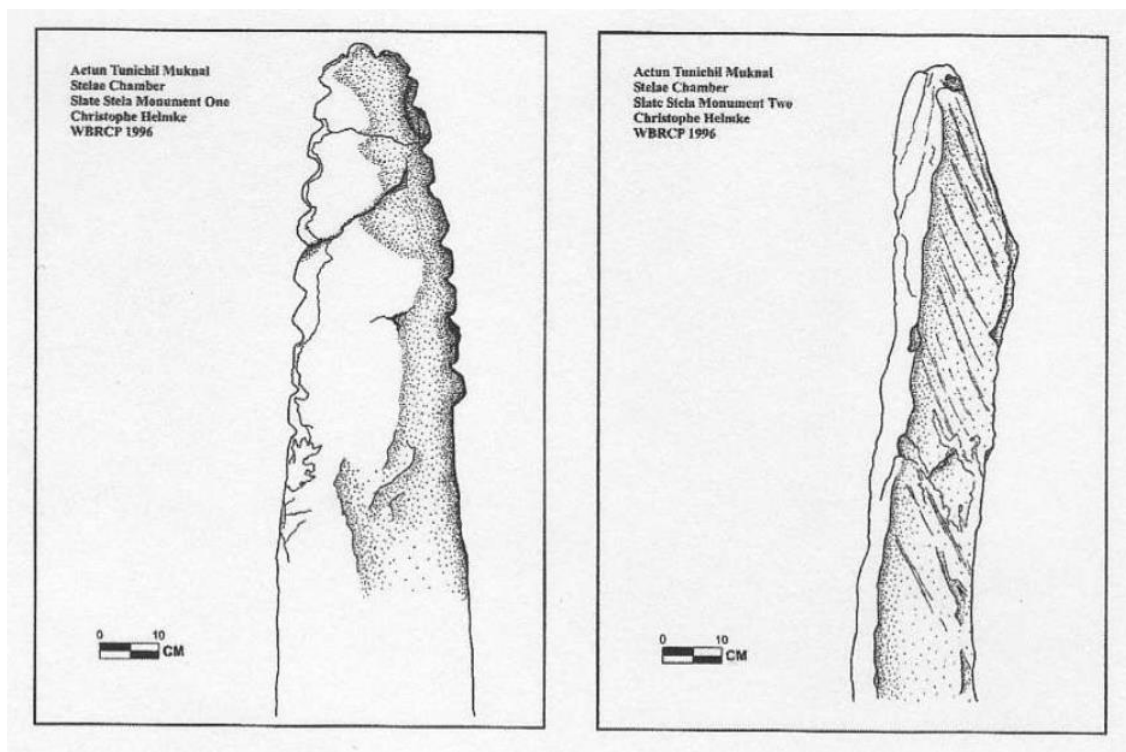 Actun Tunichil Muknal
Stelae Chamber
Slate Stela Monument One
Christophe Helmke
WBRCP 1996
0 10
CM
Actun Tunichil Muknal
Stelae Chamber
Slate Stela Monument Two
Christophe Helmke
WBRCP 1996
0 10
CM